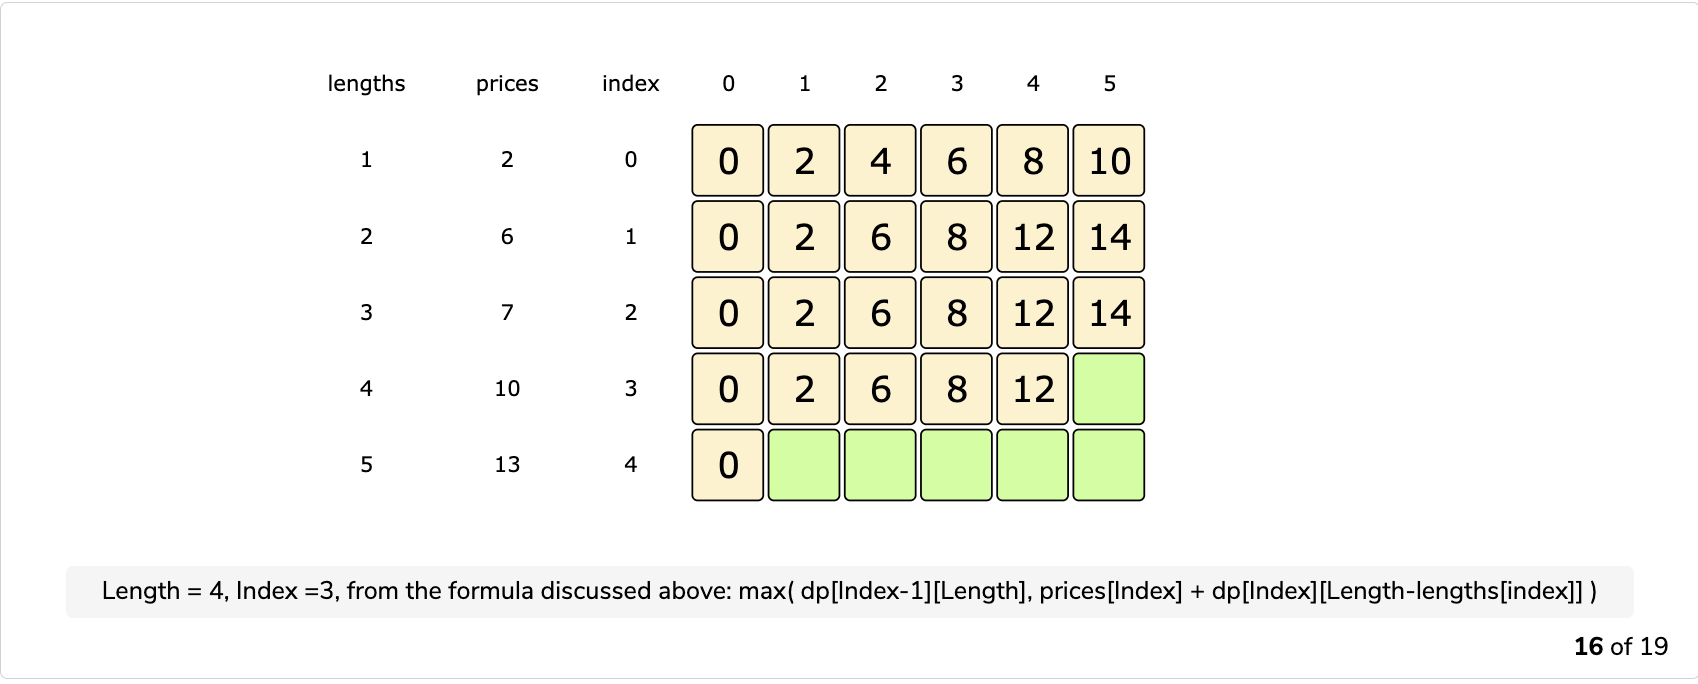 lengths prices index 0 1 2 3 4 5
1 2 0 0 2 4 6 8 10
2 6 1 0 2 6 8 12 14
3 7 2 0 2 6 8 12 14
4 10 3 0 2 6 8 12
5 13 4 0
Length = 4, Index =3, from the formula discussed above: max( dp[Index-1][Length], prices[Index] + dp[Index][Length-lengths[index]] )
16 of 19